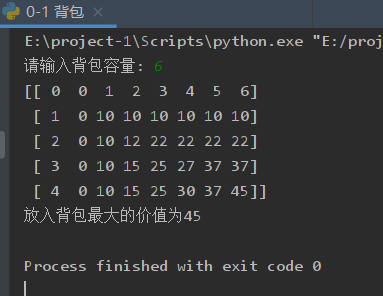 0-1 背包 ×
E:\project-1\Scripts\python.exe "E:/proj
请输入背包容量: 6
[[ 0  0  1  2  3  4  5  6]
[ 1  0 10 10 10 10 10 10]
[ 2  0 10 12 22 22 22 22]
[ 3  0 10 15 25 27 37 37]
[ 4  0 10 15 25 30 37 45]]
放入背包最大的价值为45
Process finished with exit code 0